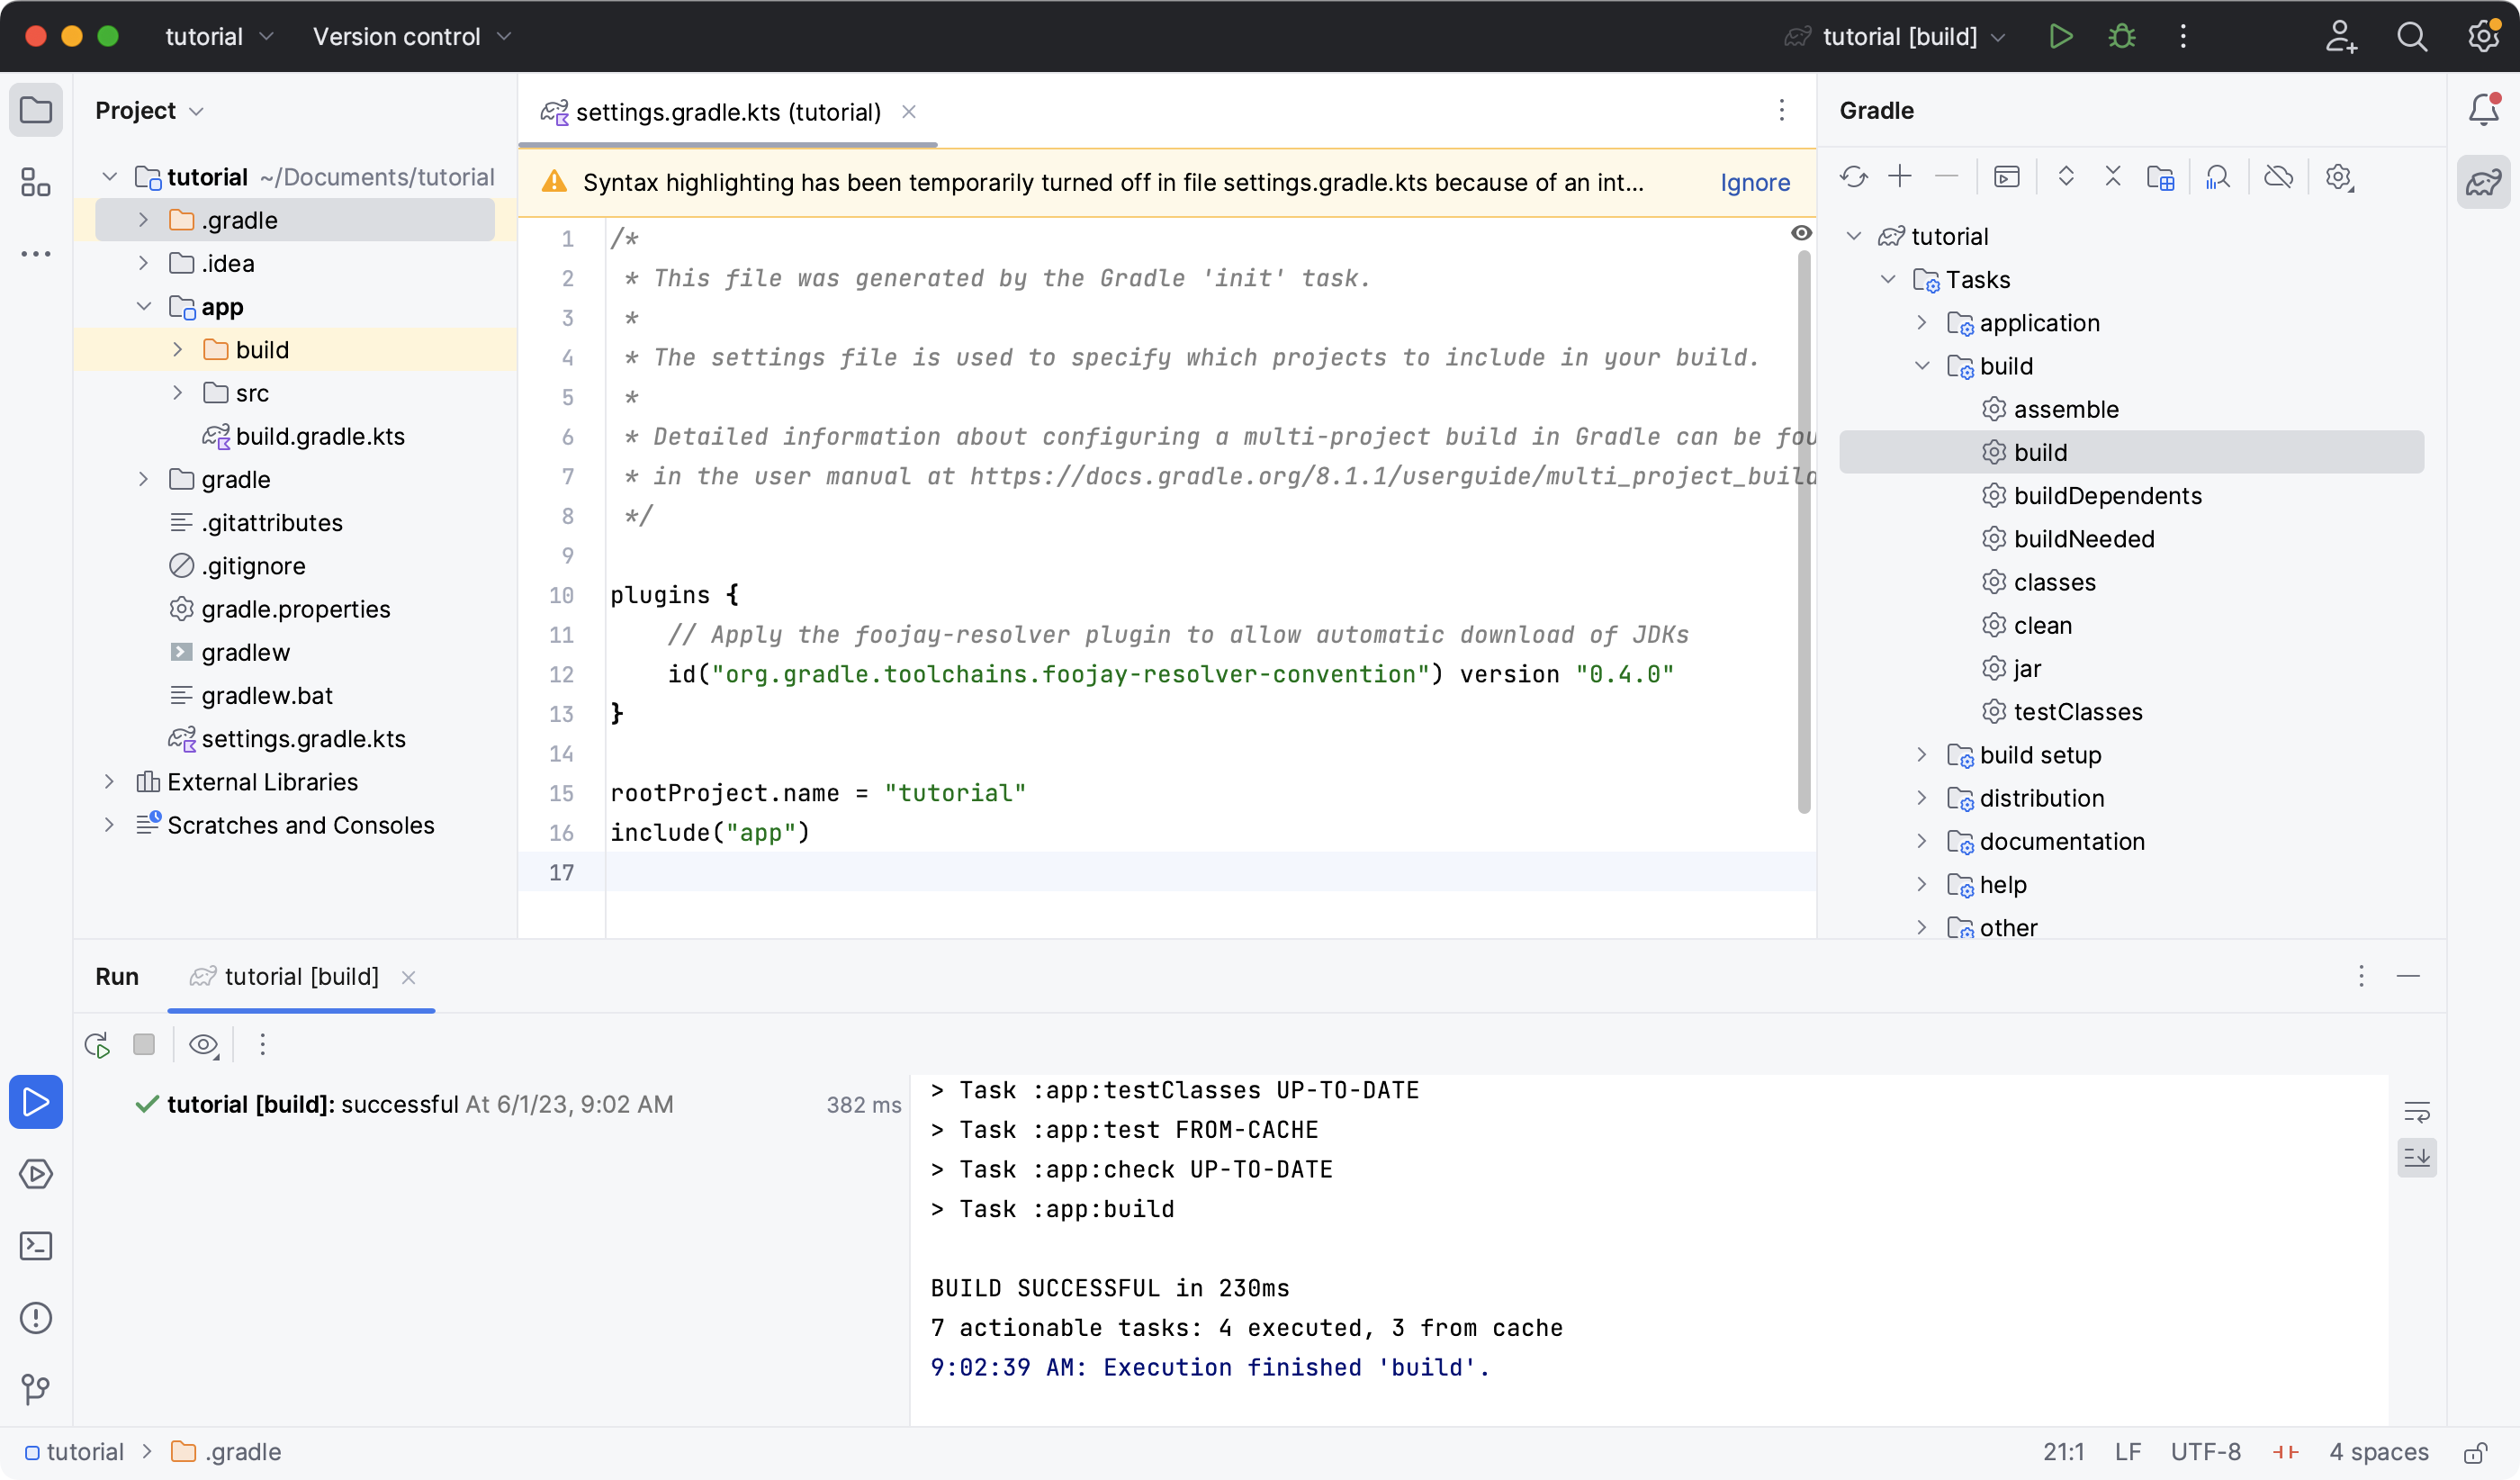 tutorial Version control tutorial [build]
Project
tutorial ~/Documents/tutorial
.gradle
.idea
app
build
src
build.gradle.kts
gradle
.gitattributes
.gitignore
gradle.properties
gradlew
gradlew.bat
settings.gradle.kts
External Libraries
Scratches and Consoles
settings.gradle.kts (tutorial)
Syntax highlighting has been temporarily turned off in file settings.gradle.kts because of an int... Ignore
1 /*
2 * This file was generated by the Gradle 'init' task.
3 *
4 * The settings file is used to specify which projects to include in your build.
5 *
6 * Detailed information about configuring a multi-project build in Gradle can be fou
7 * in the user manual at https://docs.gradle.org/8.1.1/userguide/multi_project_build
8 */
9
10 plugins {
11 // Apply the foojay-resolver plugin to allow automatic download of JDKs
12 id("org.gradle.toolchains.foojay-resolver-convention") version "0.4.0"
13 }
14
15 rootProject.name = "tutorial"
16 include("app")
17
Gradle
tutorial
Tasks
application
build
assemble
build
buildDependents
buildNeeded
classes
clean
jar
testClasses
build setup
distribution
documentation
help
other
Run tutorial [build]
tutorial [build]: successful At 6/1/23, 9:02 AM 382 ms
> Task :app:testClasses UP-TO-DATE
> Task :app:test FROM-CACHE
> Task :app:check UP-TO-DATE
> Task :app:build
BUILD SUCCESSFUL in 230ms
7 actionable tasks: 4 executed, 3 from cache
9:02:39 AM: Execution finished 'build'.
tutorial > .gradle
21:1 LF UTF-8 4 spaces